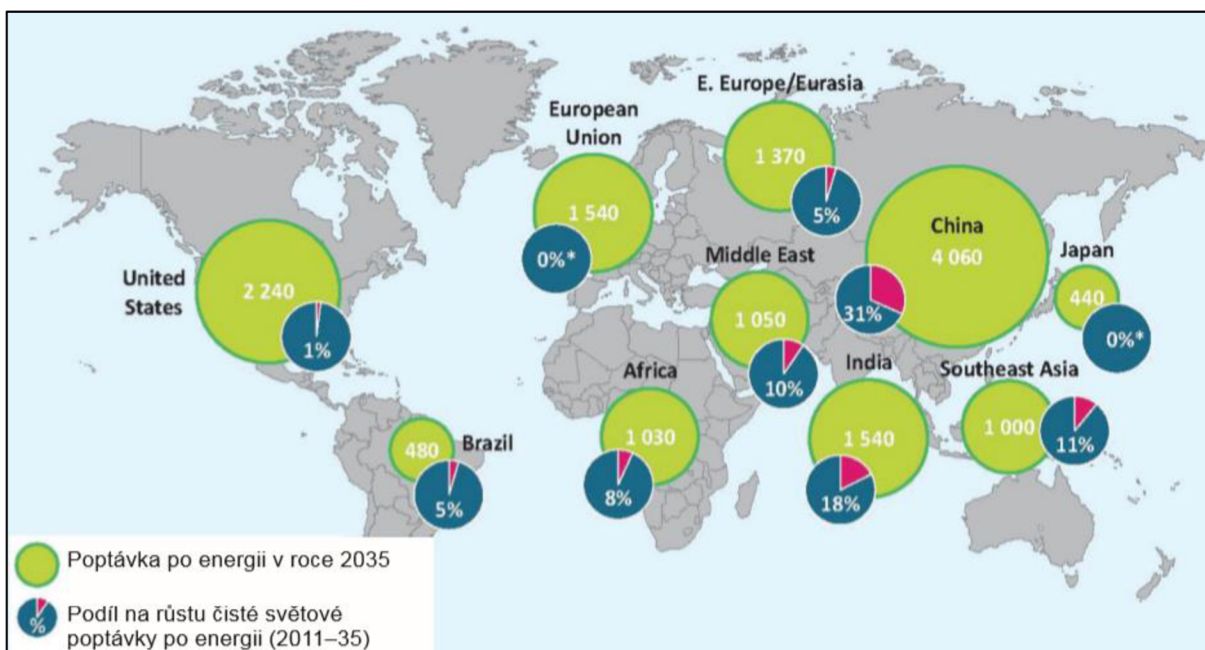 E. Europe/Eurasia
1 370
5%
European
Union
1 540
0%*
China
4 060
31%
Japan
440
0%*
United
States
2 240
1%
Middle East
1 050
10%
Africa
1 030
8%
India
1 540
18%
Southeast Asia
1 000
11%
Brazil
480
5%
Poptávka po energii v roce 2035
%
Podíl na růstu čisté světové
poptávky po energii (2011–35)